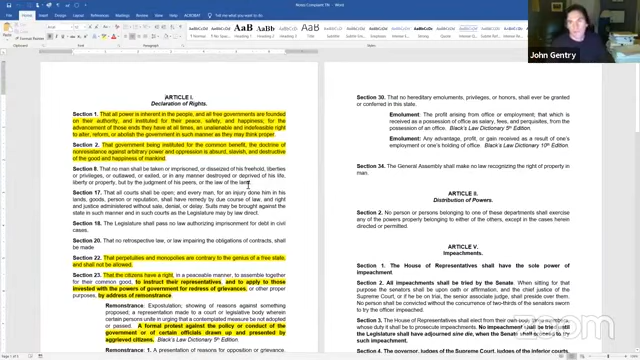 Notes Complaint TN - Word
File Home Insert Design Layout References Mailings Review View ACROBAT Tell me what you want to do
ARTICLE I.
Declaration of Rights.
Section 1. That all power is inherent in the people, and all free governments are founded
on their authority, and instituted for their peace, safety, and happiness; for
the advancement of those ends they have at all times, an unalienable and indefeasible right to
alter, reform, or abolish the government in such manner as they may think proper
Section 2. That government being instituted for the common benefit, the doctrine of
nonresistance against arbitrary power and oppression is absurd, slavish, and destructive
of the good and happiness of mankind
Section 8. That no man shall be taken or imprisoned, or disseized of his freehold, liberties
or privileges, or outlawed, or exiled, or in any manner destroyed or deprived of his life,
liberty or property, but by the judgment of his peers, or the law of the land
Section 17. That all courts shall be open; and every man, for an injury done him in his
lands, goods, person or reputation, shall have remedy by due course of law, and right
and justice administered without sale, denial, or delay. Suits may be brought against the
state in such manner and in such courts as the Legislature may by law direct.
Section 18. The Legislature shall pass no law authorizing imprisonment for debt in civil
cases.
Section 20. That no retrospective law, or law impairing the obligations of contracts, shall
be made
Section 22. That perpetuities and monopolies are contrary to the genius of a free state,
and shall not be allowed.
Section 23. That the citizens have a right, in a peaceable manner, to assemble together
for their common good, to instruct their representatives, and to apply to those
invested with the powers of government for redress of grievances, or other proper
purposes, by address of remonstrance
Remonstrance: Expostulation; showing of reasons against something
proposed; a representation made to a court or legislative body wherein
certain persons unite in urging that a contemplated measure be not adopted
or passed. A formal protest against the policy or conduct of the government
or of certain officials drawn up and presented by
aggrieved citizens. Black's Law Dictionary 5th Edition.
Remonstrance: 1. A presentation of reasons for opposition or grievance.
Section 30. That no hereditary emoluments, privileges, or honors, shall ever be granted
or conferred in this state.
Emolument: The profit arising from office or employment, that which is
received as a possession of office as salary, fees, and perquisites, from
the possession of an office. Black's Law Dictionary 5th Edition.
Emolument: Any advantage, profit, or gain received as a result of one's
employment or one's holding of office. Black's Law Dictionary 10th Edition.
Section 34. The General Assembly shall make no law recognizing the right of property in
man.
ARTICLE II.
Distribution of Powers.
Section 2. No person or persons belonging to one of these departments shall exercise
any of the powers property belonging to either of the others, except in the cases herein
directed or permitted.
ARTICLE V.
Impeachments.
Section 1. The House of Representatives shall have the sole power of
impeachment.
Section 2. All impeachments shall be tried by the Senate. When sitting for
that purpose the senators shall be upon oath or affirmation, and the chief justice of the
Supreme Court, or if he be on trial, the senior associate judge, shall preside over them.
No person shall be convicted without the concurrence of two-thirds of the senators sworn
to try the officer impeached.
Section 3. The House of Representatives shall elect from their own body
whose duty it shall be to prosecute impeachments. No impeachment shall be tried until
the Legislature shall have adjourned sine die, when
Section 4. The governor, judges of the Supreme Court,
John Gentry
zoom